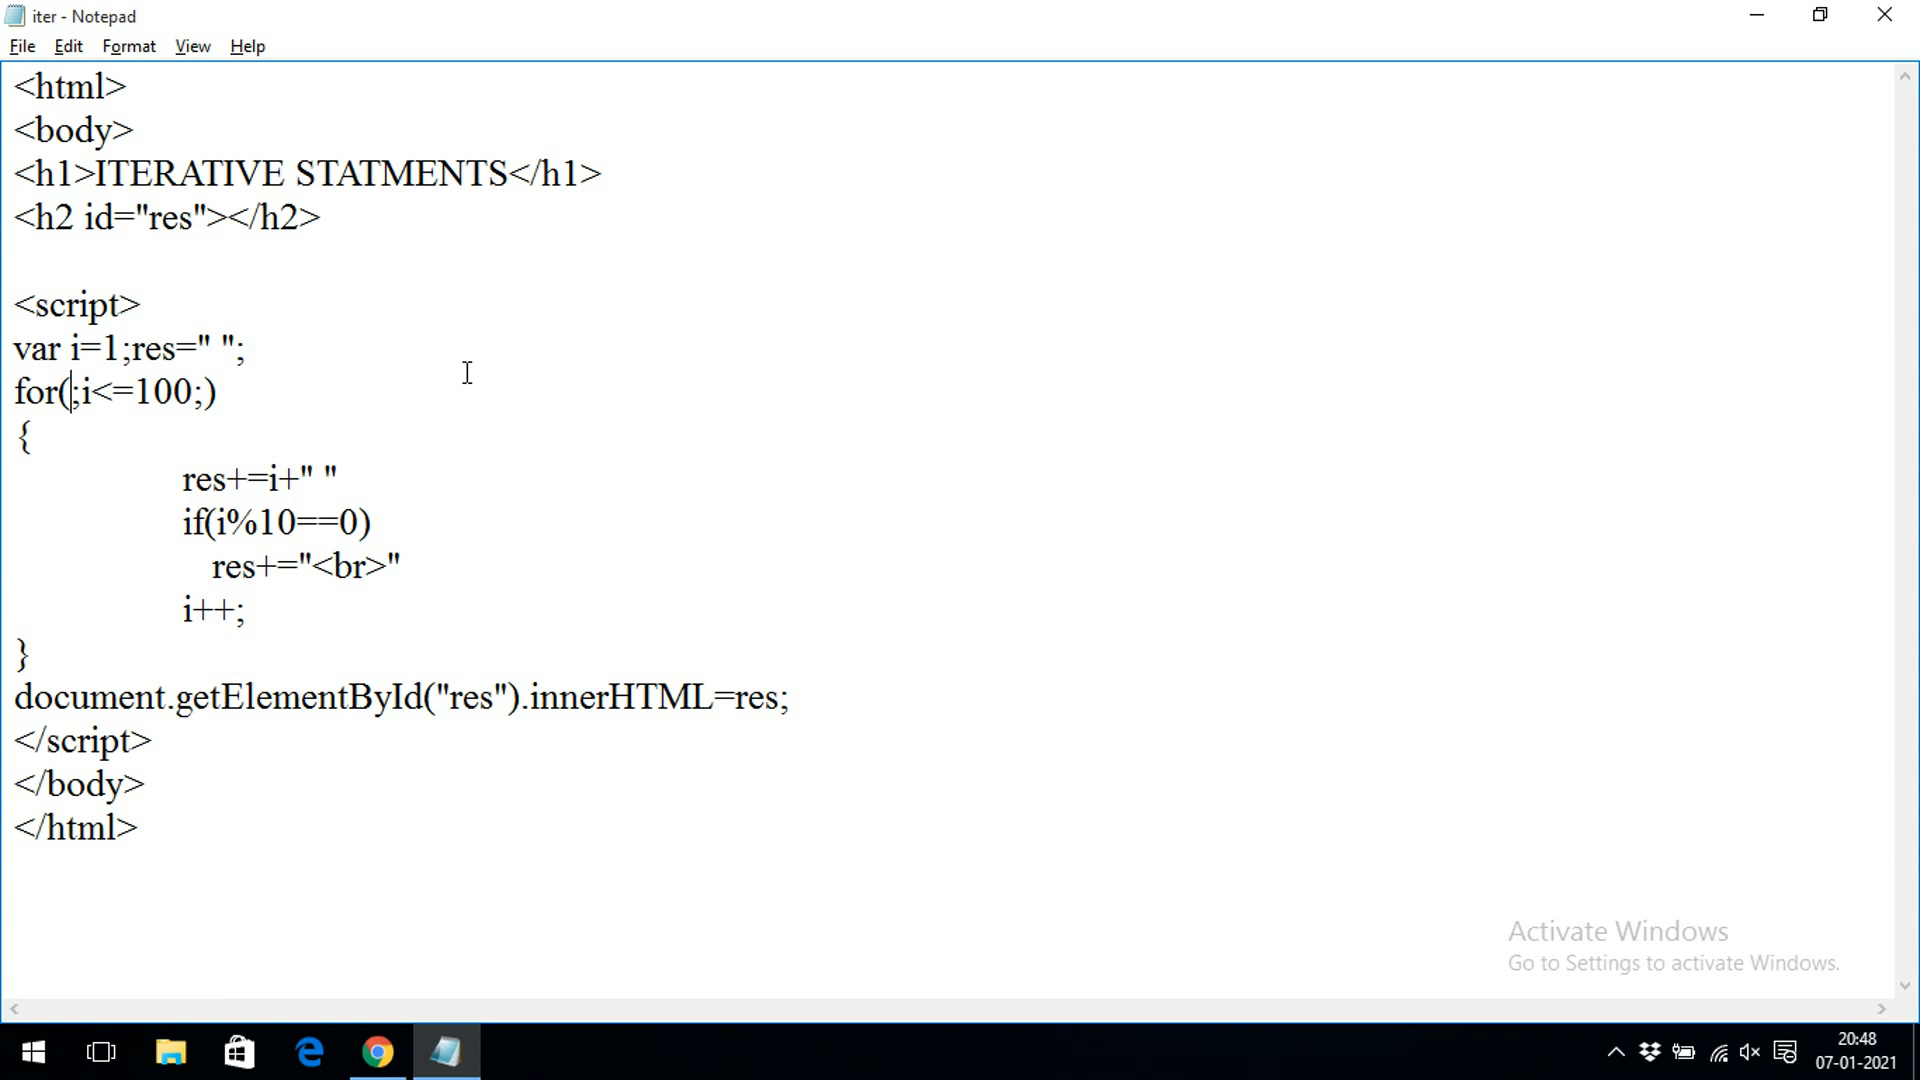 iter - Notepad
File Edit Format View Help
<html>
<body>
<h1>ITERATIVE STATMENTS</h1>
<h2 id="res"></h2>
<script>
var i=1;res=" ";
for(;i<=100;)
{
res+=i+" "
if(i%10==0)
res+="<br>"
i++;
}
document.getElementById("res").innerHTML=res;
</script>
</body>
</html>
Activate Windows
Go to Settings to activate Windows.
20:48
07-01-2021